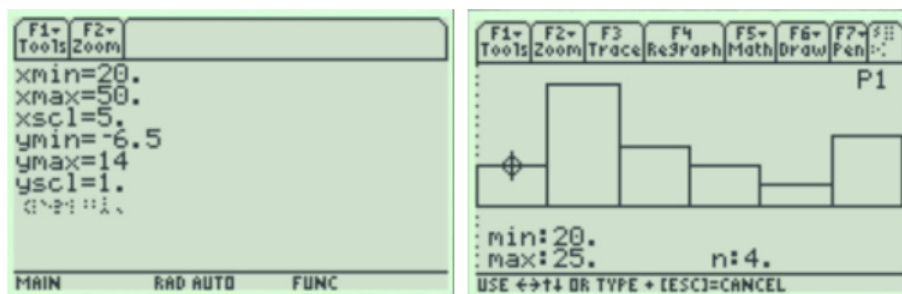 F1 F2
Tools Zoom
xmin=20.
xmax=50.
xscl=5.
ymin=-6.5
ymax=14
yscl=1.
MAIN RAD AUTO FUNC
F1 F2 F3 F4 F5 F6 F7
Tools Zoom Trace Regraph Math Draw Pen
P1
min:20.
max:25. n:4.
USE ←→↑↓ OR TYPE + [ESC]=CANCEL